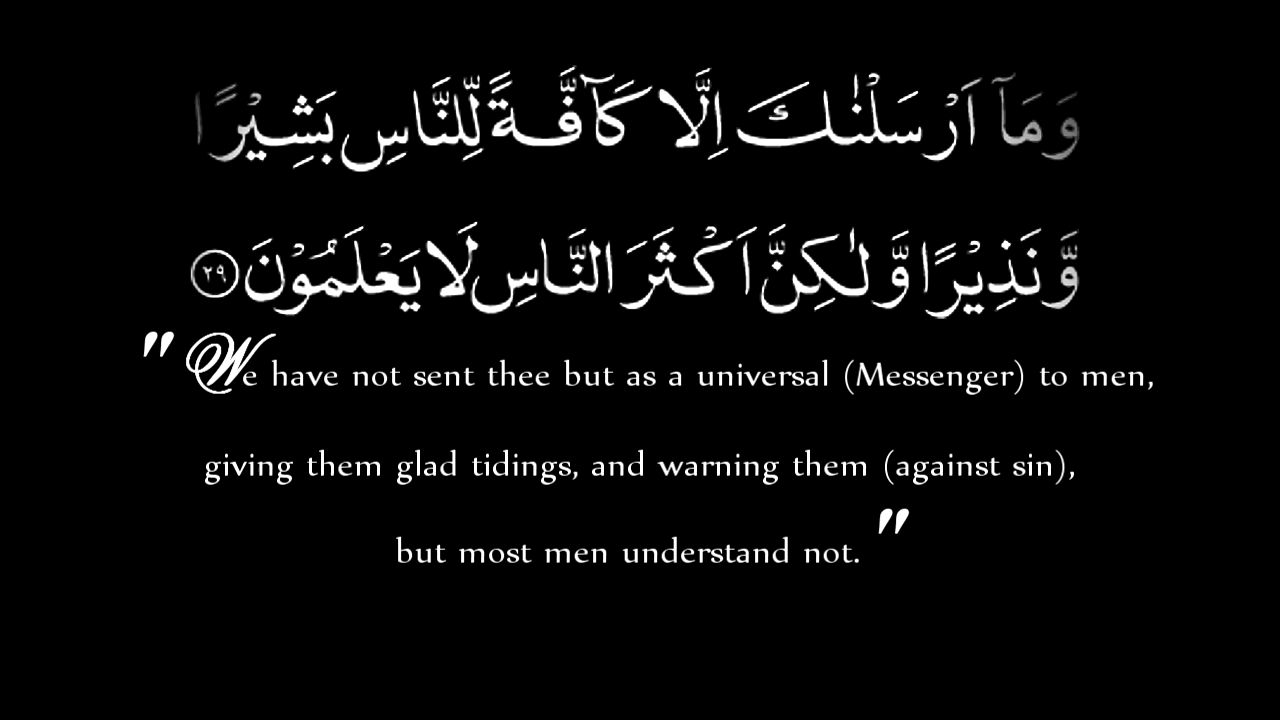 وَمَاۤ اَرْسَلْنٰكَ اِلَّا كَآفَّةً لِّلنَّاسِ بَشِيْرًا
وَّنَذِيْرًا وَّلٰكِنَّ اَكْثَرَ النَّاسِ لَا يَعْلَمُوْنَ ۲۹
"We have not sent thee but as a universal (Messenger) to men,
giving them glad tidings, and warning them (against sin),
but most men understand not."